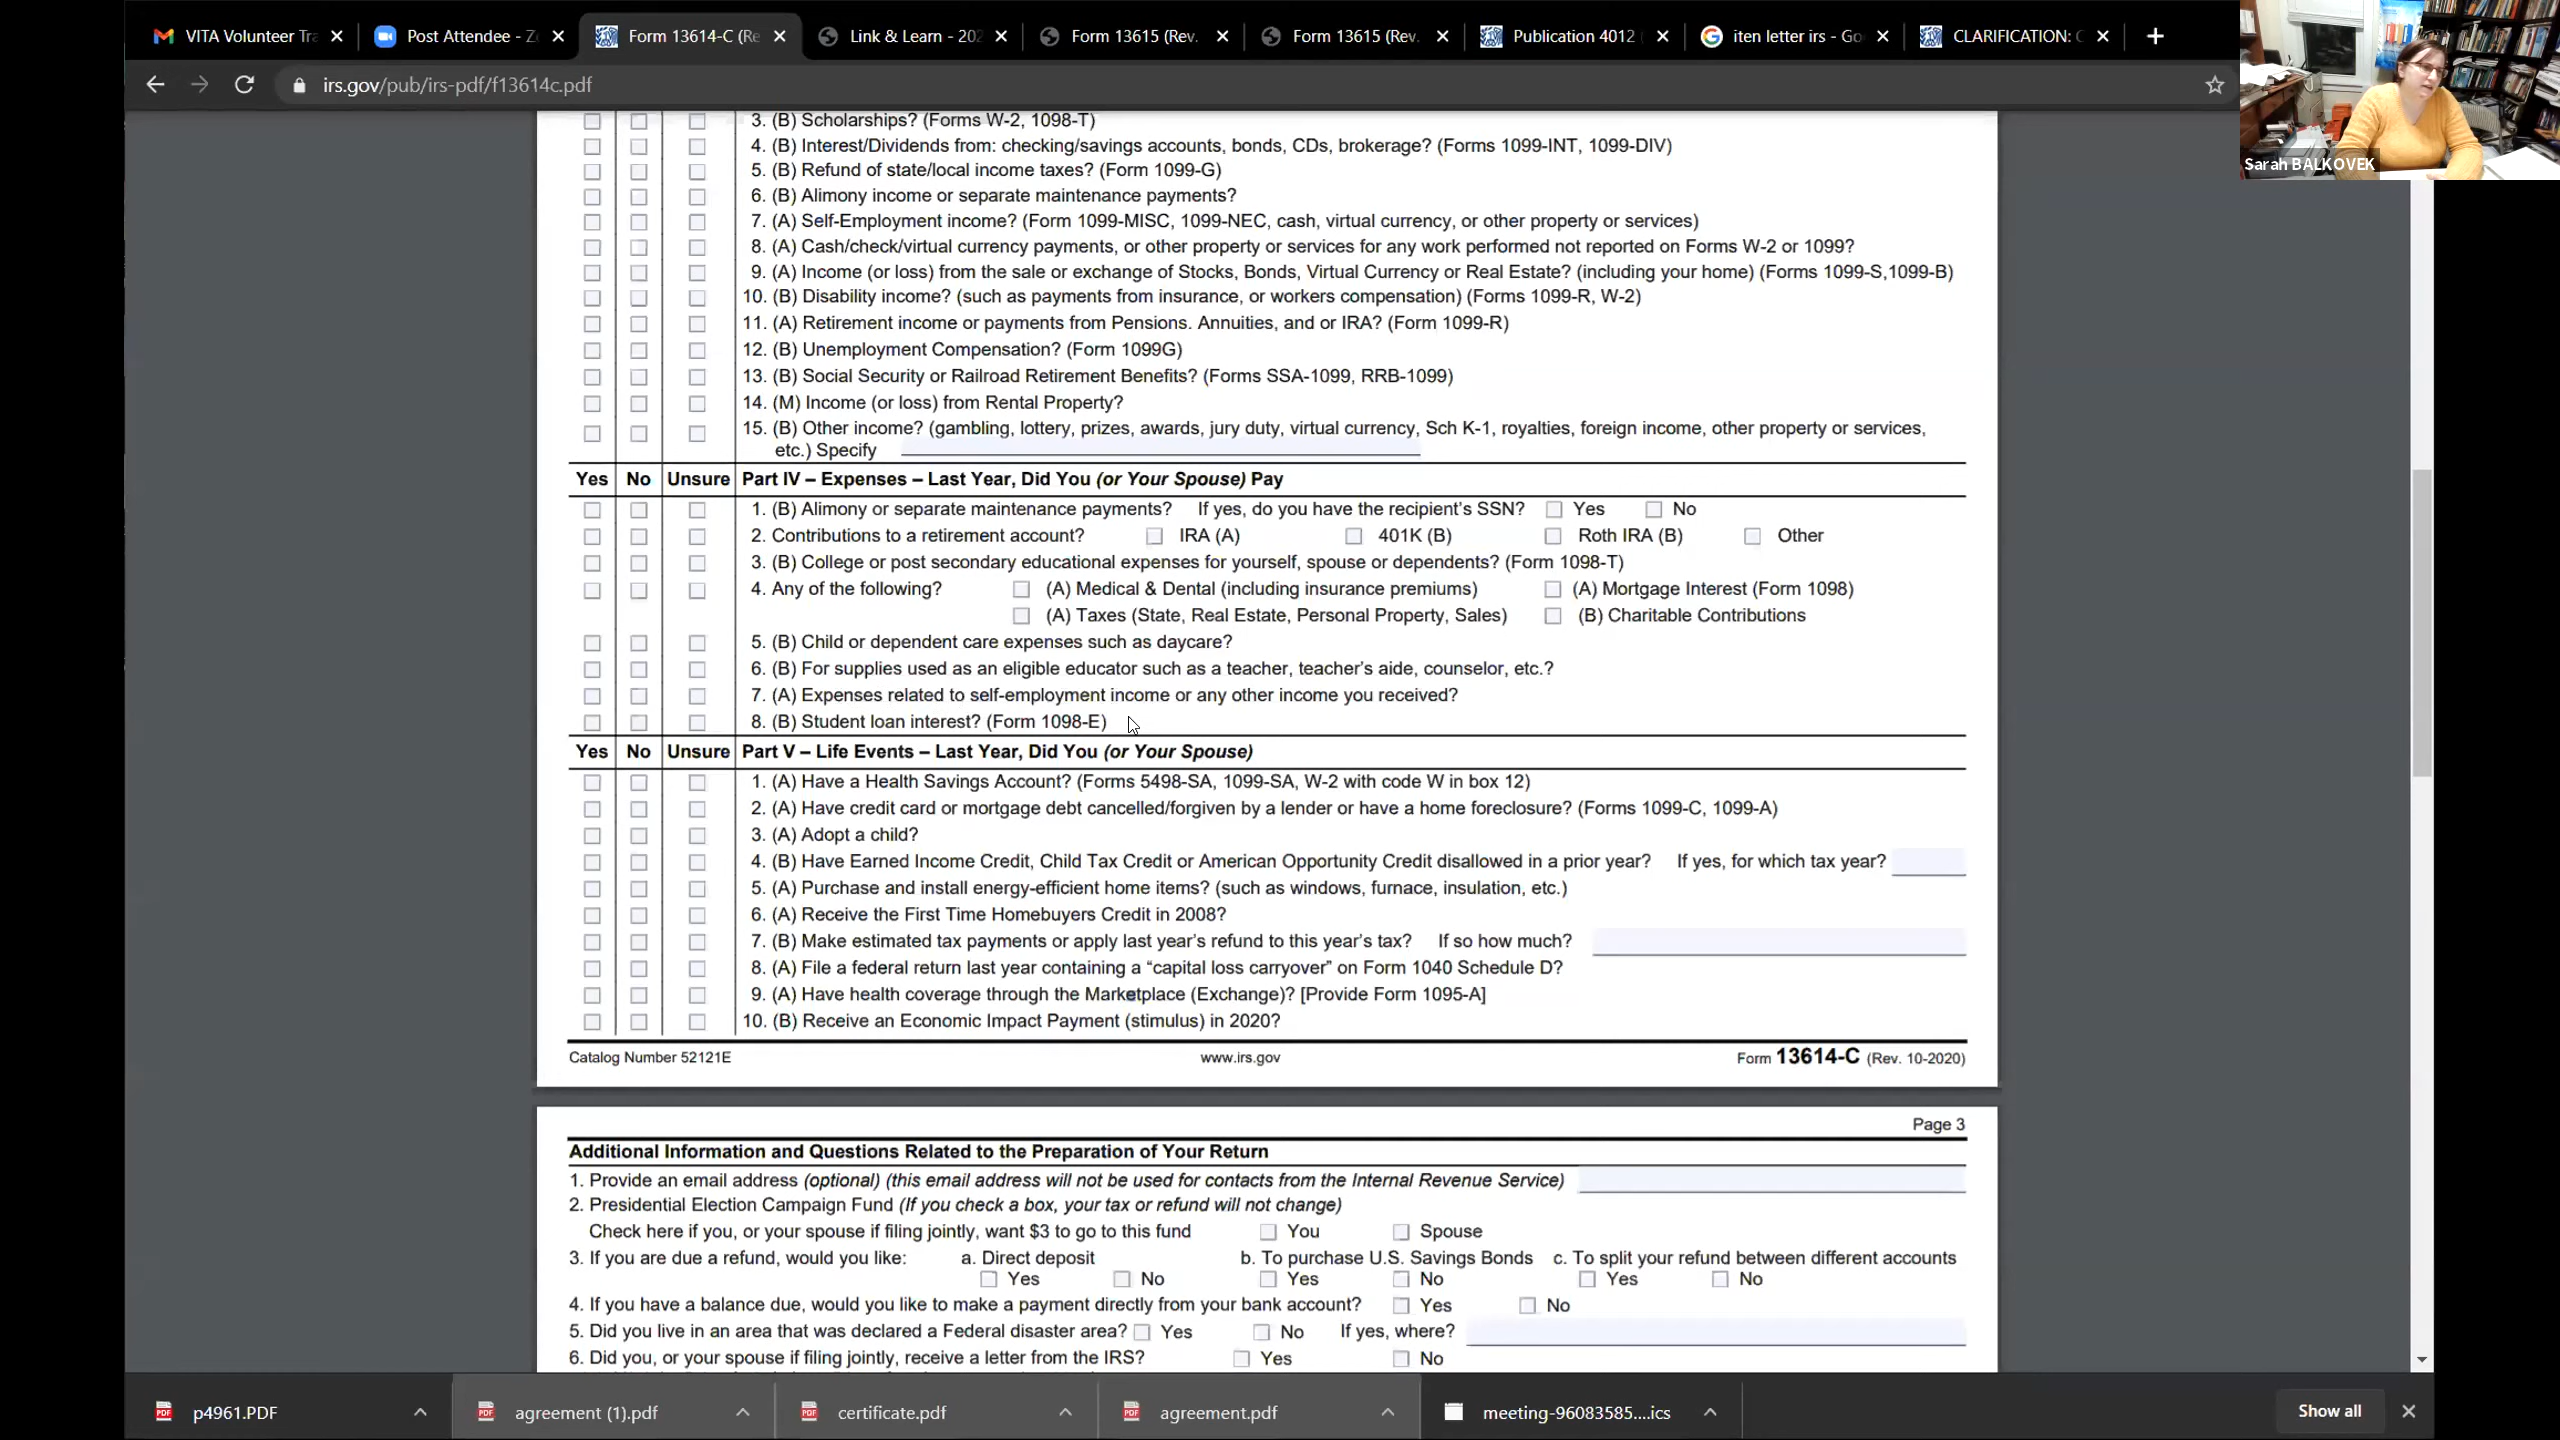 VITA Volunteer Tra
Post Attendee - Zo
Form 13614-C (Re
Link & Learn - 202
Form 13615 (Rev.
Form 13615 (Rev.
Publication 4012
iten letter irs - Go
CLARIFICATION: C
irs.gov/pub/irs-pdf/f13614c.pdf
Sarah BALKOVEK
3. (B) Scholarships? (Forms W-2, 1098-T)
4. (B) Interest/Dividends from: checking/savings accounts, bonds, CDs, brokerage? (Forms 1099-INT, 1099-DIV)
5. (B) Refund of state/local income taxes? (Form 1099-G)
6. (B) Alimony income or separate maintenance payments?
7. (A) Self-Employment income? (Form 1099-MISC, 1099-NEC, cash, virtual currency, or other property or services)
8. (A) Cash/check/virtual currency payments, or other property or services for any work performed not reported on Forms W-2 or 1099?
9. (A) Income (or loss) from the sale or exchange of Stocks, Bonds, Virtual Currency or Real Estate? (including your home) (Forms 1099-S,1099-B)
10. (B) Disability income? (such as payments from insurance, or workers compensation) (Forms 1099-R, W-2)
11. (A) Retirement income or payments from Pensions. Annuities, and or IRA? (Form 1099-R)
12. (B) Unemployment Compensation? (Form 1099G)
13. (B) Social Security or Railroad Retirement Benefits? (Forms SSA-1099, RRB-1099)
14. (M) Income (or loss) from Rental Property?
15. (B) Other income? (gambling, lottery, prizes, awards, jury duty, virtual currency, Sch K-1, royalties, foreign income, other property or services,
etc.) Specify
Yes No Unsure Part IV – Expenses – Last Year, Did You (or Your Spouse) Pay
1. (B) Alimony or separate maintenance payments? If yes, do you have the recipient's SSN? Yes No
2. Contributions to a retirement account? IRA (A) 401K (B) Roth IRA (B) Other
3. (B) College or post secondary educational expenses for yourself, spouse or dependents? (Form 1098-T)
4. Any of the following? (A) Medical & Dental (including insurance premiums) (A) Mortgage Interest (Form 1098)
(A) Taxes (State, Real Estate, Personal Property, Sales) (B) Charitable Contributions
5. (B) Child or dependent care expenses such as daycare?
6. (B) For supplies used as an eligible educator such as a teacher, teacher's aide, counselor, etc.?
7. (A) Expenses related to self-employment income or any other income you received?
8. (B) Student loan interest? (Form 1098-E)
Yes No Unsure Part V – Life Events – Last Year, Did You (or Your Spouse)
1. (A) Have a Health Savings Account? (Forms 5498-SA, 1099-SA, W-2 with code W in box 12)
2. (A) Have credit card or mortgage debt cancelled/forgiven by a lender or have a home foreclosure? (Forms 1099-C, 1099-A)
3. (A) Adopt a child?
4. (B) Have Earned Income Credit, Child Tax Credit or American Opportunity Credit disallowed in a prior year? If yes, for which tax year?
5. (A) Purchase and install energy-efficient home items? (such as windows, furnace, insulation, etc.)
6. (A) Receive the First Time Homebuyers Credit in 2008?
7. (B) Make estimated tax payments or apply last year's refund to this year's tax? If so how much?
8. (A) File a federal return last year containing a “capital loss carryover” on Form 1040 Schedule D?
9. (A) Have health coverage through the Marketplace (Exchange)? [Provide Form 1095-A]
10. (B) Receive an Economic Impact Payment (stimulus) in 2020?
Catalog Number 52121E www.irs.gov Form 13614-C (Rev. 10-2020)
Page 3
Additional Information and Questions Related to the Preparation of Your Return
1. Provide an email address (optional) (this email address will not be used for contacts from the Internal Revenue Service)
2. Presidential Election Campaign Fund (If you check a box, your tax or refund will not change)
Check here if you, or your spouse if filing jointly, want $3 to go to this fund You Spouse
3. If you are due a refund, would you like: a. Direct deposit b. To purchase U.S. Savings Bonds c. To split your refund between different accounts
Yes No Yes No Yes No
4. If you have a balance due, would you like to make a payment directly from your bank account? Yes No
5. Did you live in an area that was declared a Federal disaster area? Yes No If yes, where?
6. Did you, or your spouse if filing jointly, receive a letter from the IRS? Yes No
p4961.PDF
agreement (1).pdf
certificate.pdf
agreement.pdf
meeting-96083585....ics
Show all